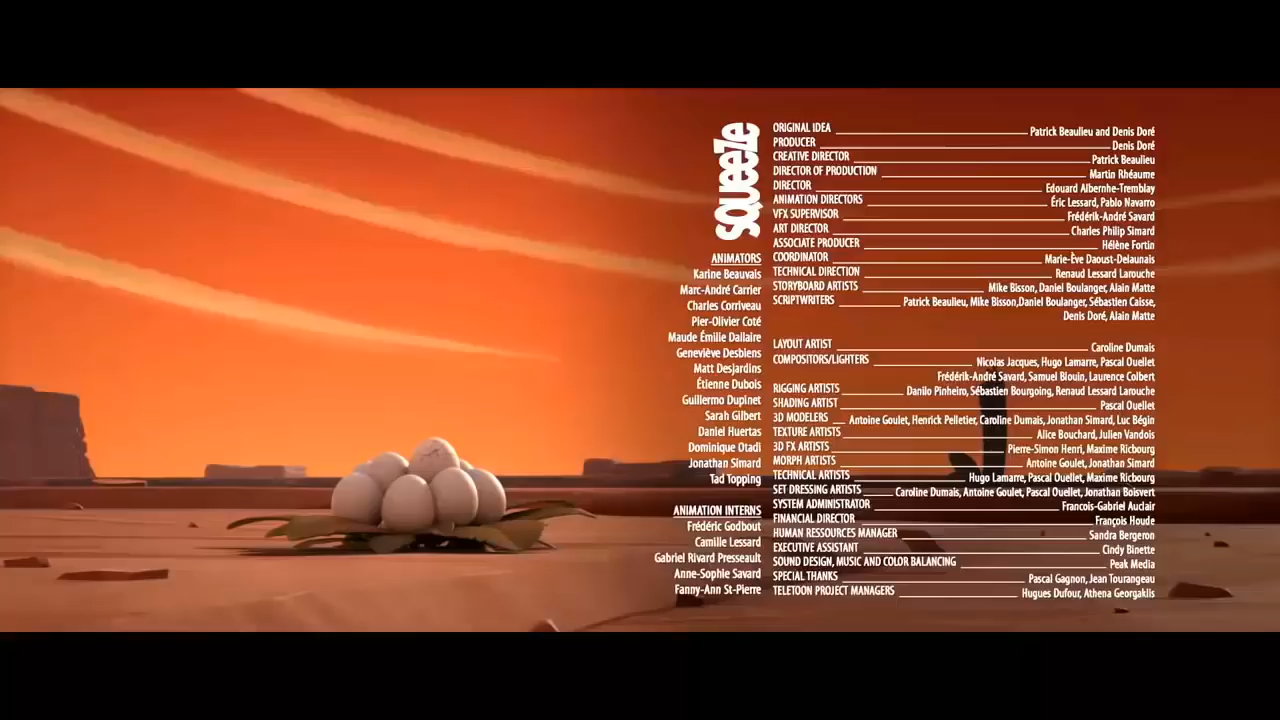 squeeze
ORIGINAL IDEA Patrick Beaulieu and Denis Doré
PRODUCER Denis Doré
CREATIVE DIRECTOR Patrick Beaulieu
DIRECTOR OF PRODUCTION Martin Rhéaume
DIRECTOR Edouard Albernhe-Tremblay
ANIMATION DIRECTORS Éric Lessard, Pablo Navarro
VFX SUPERVISOR Frédérik-André Savard
ART DIRECTOR Charles Philip Simard
ASSOCIATE PRODUCER Hélène Fortin
COORDINATOR Marie-Ève Daoust-Delaunais
TECHNICAL DIRECTION Renaud Lessard Larouche
STORYBOARD ARTISTS Mike Bisson, Daniel Boulanger, Alain Matte
SCRIPTWRITERS Patrick Beaulieu, Mike Bisson,Daniel Boulanger, Sébastien Caisse,
Denis Doré, Alain Matte
LAYOUT ARTIST Caroline Dumais
COMPOSITORS/LIGHTERS Nicolas Jacques, Hugo Lamarre, Pascal Ouellet
Frédérik-André Savard, Samuel Blouin, Laurence Colbert
RIGGING ARTISTS Danilo Pinheiro, Sébastien Bourgoing, Renaud Lessard Larouche
SHADING ARTIST Pascal Ouellet
3D MODELERS Antoine Goulet, Henrick Pelletier, Caroline Dumais, Jonathan Simard, Luc Bégin
TEXTURE ARTISTS Alice Bouchard, Julien Vandois
3D FX ARTISTS Pierre-Simon Henri, Maxime Ricbourg
MORPH ARTISTS Antoine Goulet, Jonathan Simard
TECHNICAL ARTISTS Hugo Lamarre, Pascal Ouellet, Maxime Ricbourg
SET DRESSING ARTISTS Caroline Dumais, Antoine Goulet, Pascal Ouellet, Jonathan Boisvert
SYSTEM ADMINISTRATOR Francois-Gabriel Auclair
FINANCIAL DIRECTOR François Houde
HUMAN RESSOURCES MANAGER Sandra Bergeron
EXECUTIVE ASSISTANT Cindy Binette
SOUND DESIGN, MUSIC AND COLOR BALANCING Peak Media
SPECIAL THANKS Pascal Gagnon, Jean Tourangeau
TELETOON PROJECT MANAGERS Hugues Dufour, Athena Georgaklis
ANIMATORS
Karine Beauvais
Marc-André Carrier
Charles Corriveau
Pier-Olivier Coté
Maude Émilie Dallaire
Geneviève Desbiens
Matt Desjardins
Étienne Dubois
Guillermo Dupinet
Sarah Gilbert
Daniel Huertas
Dominique Otadi
Jonathan Simard
Tad Topping
ANIMATION INTERNS
Frédéric Godbout
Camille Lessard
Gabriel Rivard Presseault
Anne-Sophie Savard
Fanny-Ann St-Pierre